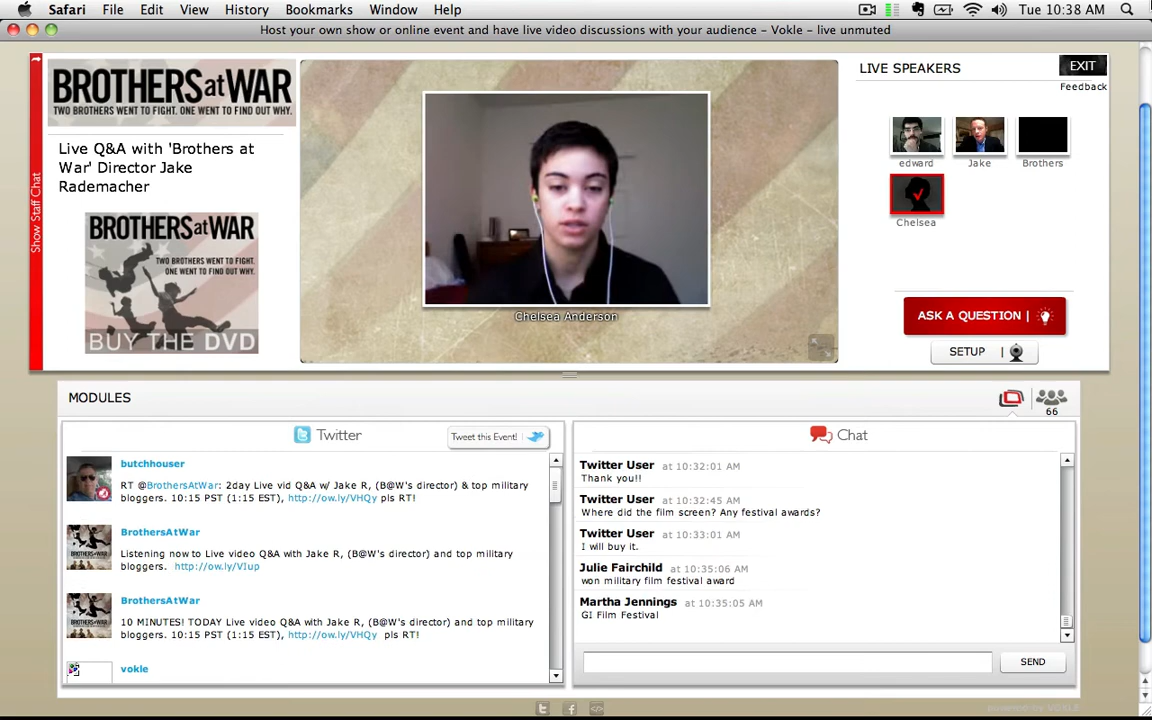 Safari File Edit View History Bookmarks Window Help
Tue 10:38 AM
Host your own show or online event and have live video discussions with your audience – Vokle – live unmuted
Show Staff Chat
BROTHERS at WAR
TWO BROTHERS WENT TO FIGHT. ONE WENT TO FIND OUT WHY.
Live Q&A with 'Brothers at
War' Director Jake
Rademacher
BROTHERS at WAR
TWO BROTHERS WENT TO FIGHT.
ONE WENT TO FIND OUT WHY.
BUY THE DVD
Chelsea Anderson
LIVE SPEAKERS
EXIT
Feedback
edward
Jake
Brothers
Chelsea
ASK A QUESTION |
SETUP |
MODULES
66
Twitter
Tweet this Event!
butchhouser
RT @BrothersAtWar: 2day Live vid Q&A w/ Jake R, (B@W's director) & top military
bloggers. 10:15 PST (1:15 EST), http://ow.ly/VHQy pls RT!
BrothersAtWar
Listening now to Live video Q&A with Jake R, (B@W's director) and top military
bloggers. http://ow.ly/VIup
BrothersAtWar
10 MINUTES! TODAY Live video Q&A with Jake R, (B@W's director) and top military
bloggers. 10:15 PST (1:15 EST), http://ow.ly/VHQy pls RT!
vokle
Chat
Twitter User at 10:32:01 AM
Thank you!!
Twitter User at 10:32:45 AM
Where did the film screen? Any festival awards?
Twitter User at 10:33:01 AM
I will buy it.
Julie Fairchild at 10:35:06 AM
won military film festival award
Martha Jennings at 10:35:05 AM
GI Film Festival
SEND
powered by VOKLE